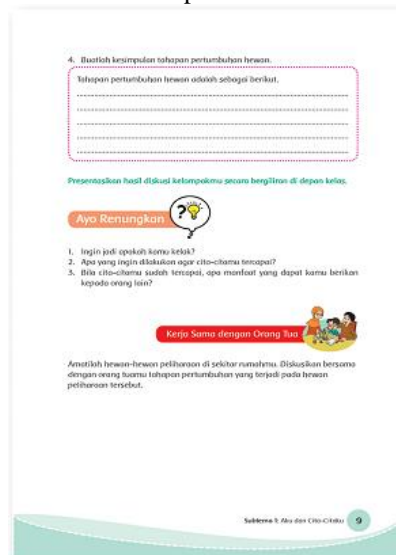 4. Buatlah kesimpulan tahapan pertumbuhan hewan.
Tahapan pertumbuhan hewan adalah sebagai berikut.
Presentasikan hasil diskusi kelompokmu secara bergiliran di depan kelas.
Ayo Renungkan
1. Ingin jadi apakah kamu kelak?
2. Apa yang ingin dilakukan agar cita-citamu tercapai?
3. Bila cita-citamu sudah tercapai, apa manfaat yang dapat kamu berikan
kepada orang lain?
Kerja Sama dengan Orang Tua
Amatilah hewan-hewan peliharaan di sekitar rumahmu. Diskusikan bersama
dengan orang tuamu tahapan pertumbuhan yang terjadi pada hewan
peliharaan tersebut.
Subtema 1: Aku dan Cita-Citaku 9